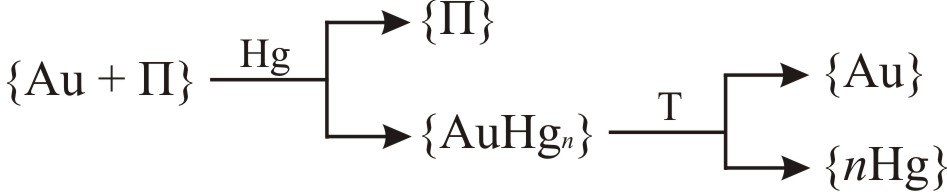 {Au + П}
Hg
{П}
{AuHgn}
T
{Au}
{nHg}